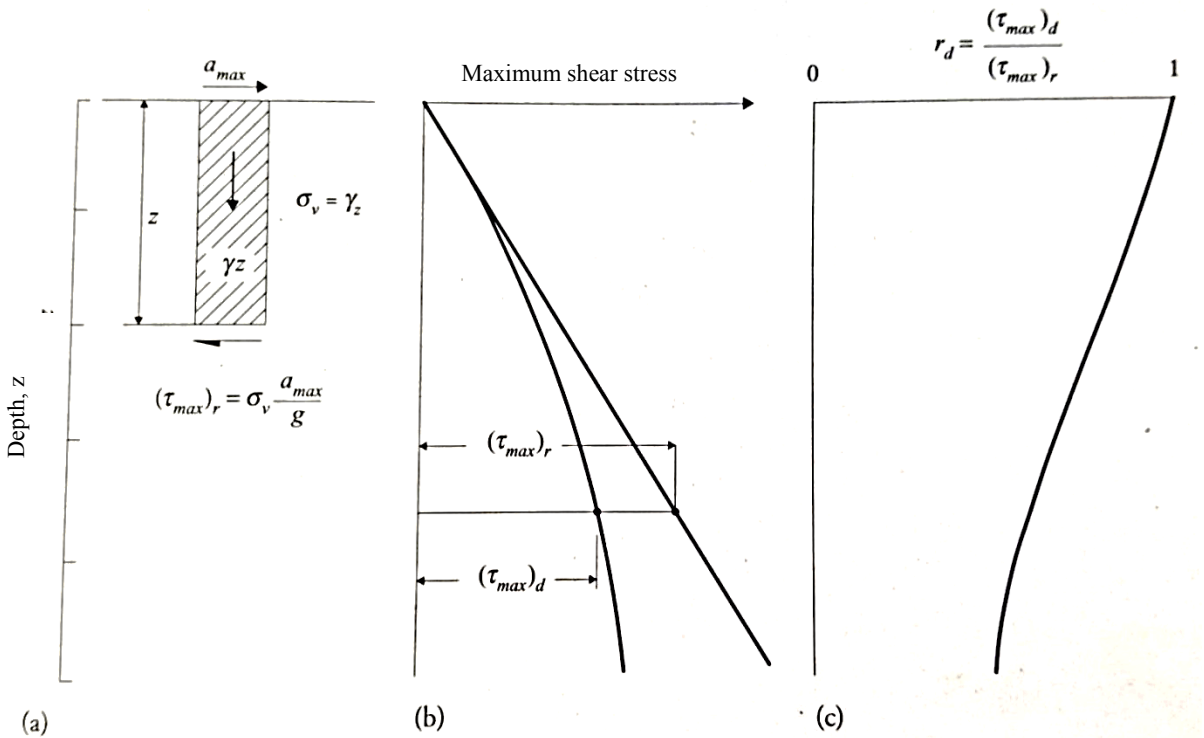 a_max
Maximum shear stress
r_d = (τ_max)_d / (τ_max)_r
0
1
z
σ_v = γ_z
γz
(τ_max)_r = σ_v a_max / g
Depth, z
(τ_max)_r
(τ_max)_d
(a)
(b)
(c)